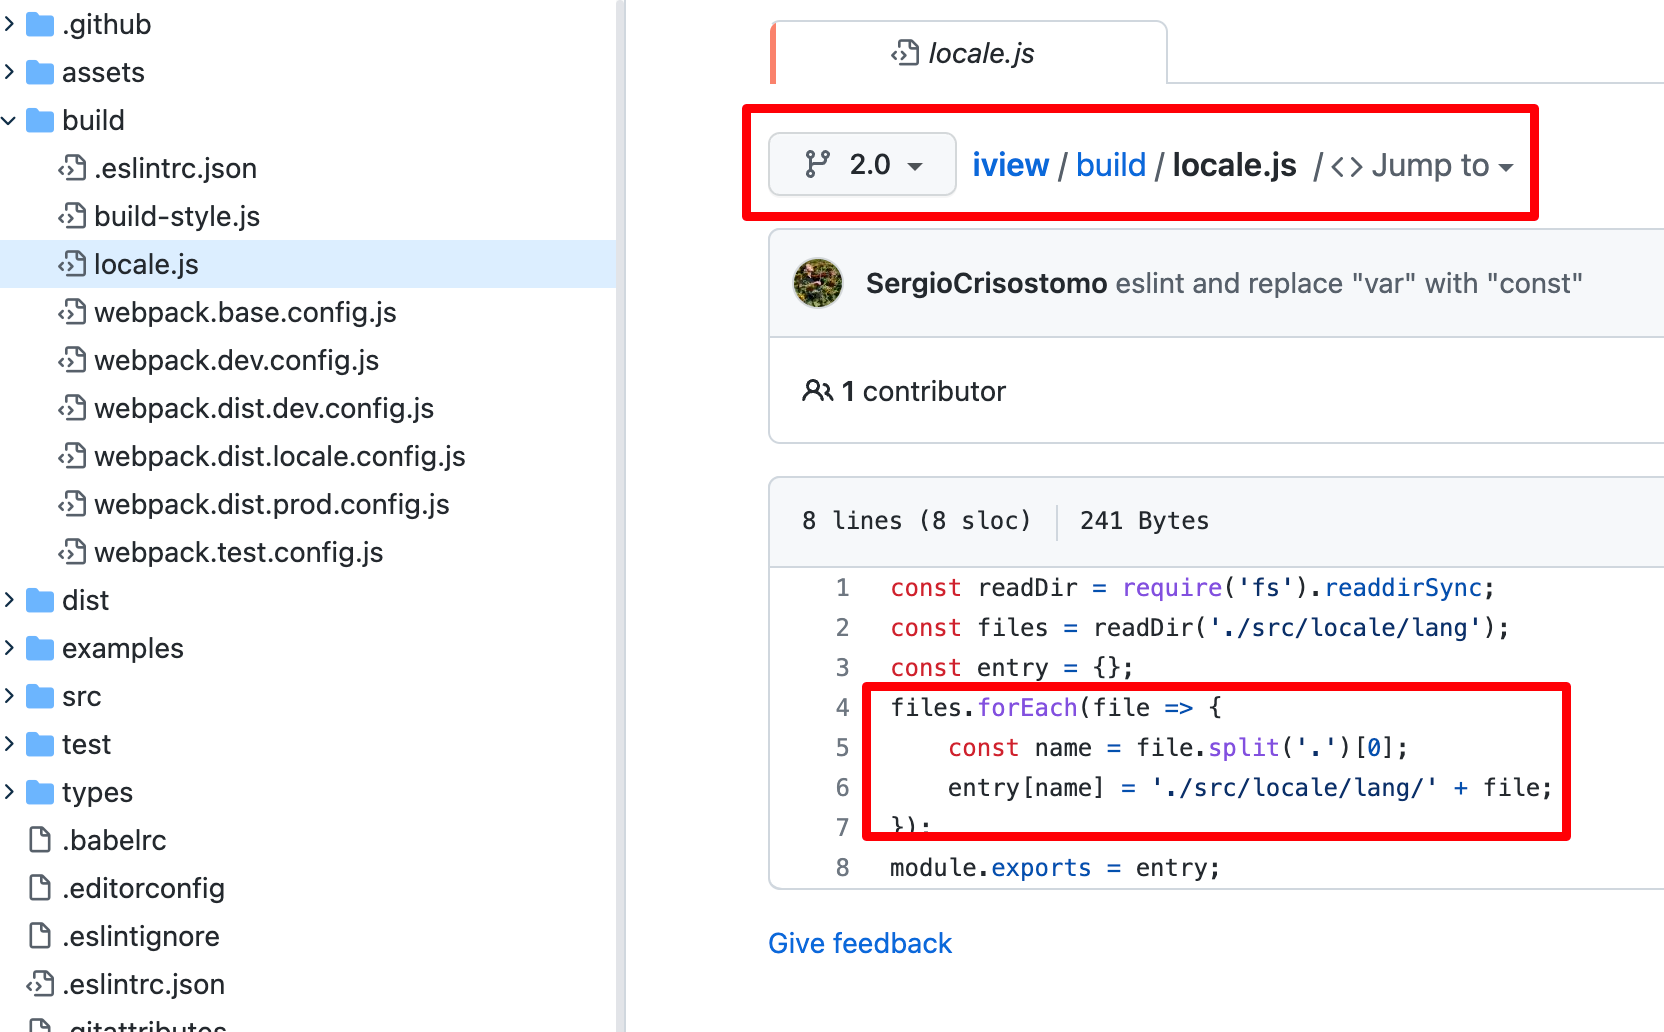 .github
assets
build
.eslintrc.json
build-style.js
locale.js
webpack.base.config.js
webpack.dev.config.js
webpack.dist.dev.config.js
webpack.dist.locale.config.js
webpack.dist.prod.config.js
webpack.test.config.js
dist
examples
src
test
types
.babelrc
.editorconfig
.eslintignore
.eslintrc.json
.gitattributes
locale.js
2.0 iview / build / locale.js / <> Jump to
SergioCrisostomo eslint and replace "var" with "const"
1 contributor
8 lines (8 sloc) 241 Bytes
1 const readDir = require('fs').readdirSync;
2 const files = readDir('./src/locale/lang');
3 const entry = {};
4 files.forEach(file => {
5     const name = file.split('.')[0];
6     entry[name] = './src/locale/lang/' + file;
7 });
8 module.exports = entry;
Give feedback